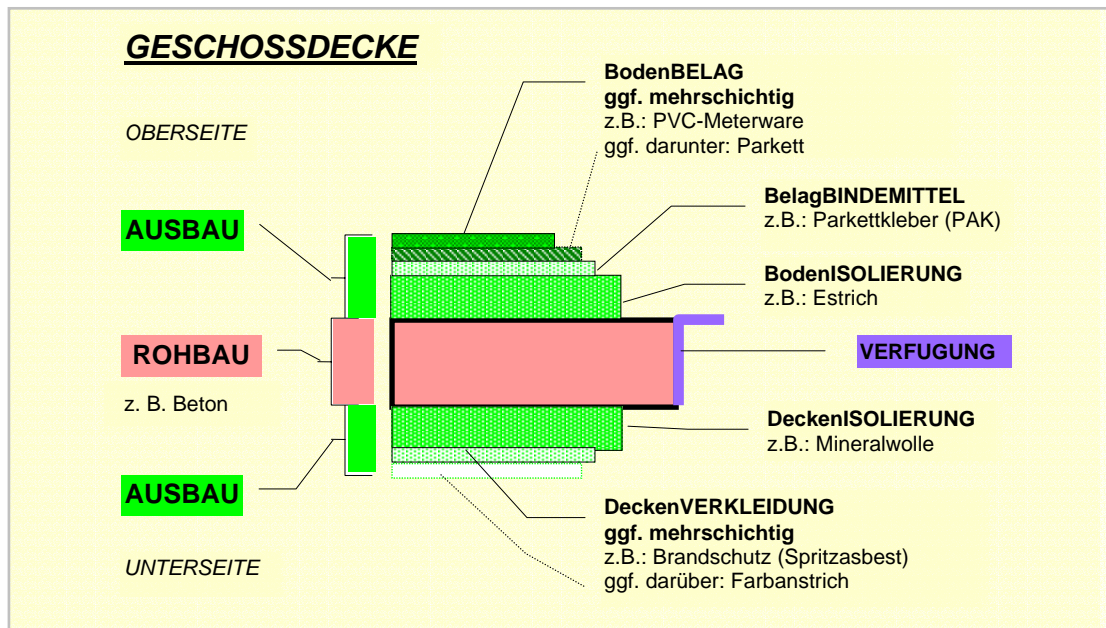 GESCHOSSDECKE
OBERSEITE
BodenBELAG
ggf. mehrschichtig
z.B.: PVC-Meterware
ggf. darunter: Parkett
BelagBINDEMITTEL
z.B.: Parkettkleber (PAK)
AUSBAU
BodenISOLIERUNG
z.B.: Estrich
ROHBAU
z. B. Beton
VERFUGUNG
DeckenISOLIERUNG
z.B.: Mineralwolle
AUSBAU
DeckenVERKLEIDUNG
ggf. mehrschichtig
z.B.: Brandschutz (Spritzasbest)
ggf. darüber: Farbanstrich
UNTERSEITE